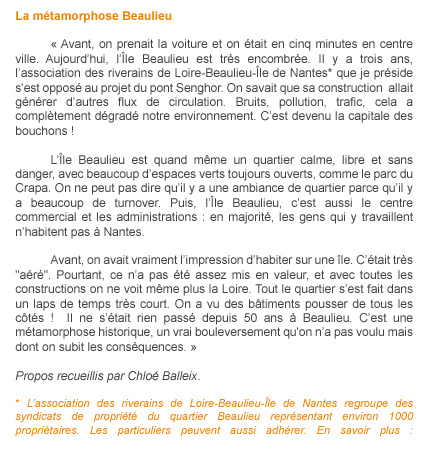 La métamorphose Beaulieu
« Avant, on prenait la voiture et on était en cinq minutes en centre
ville. Aujourd'hui, l'Île Beaulieu est très encombrée. Il y a trois ans,
l'association des riverains de Loire-Beaulieu-Île de Nantes* que je préside
s'est opposé au projet du pont Senghor. On savait que sa construction allait
générer d'autres flux de circulation. Bruits, pollution, trafic, cela a
complètement dégradé notre environnement. C'est devenu la capitale des
bouchons !
L'Île Beaulieu est quand même un quartier calme, libre et sans
danger, avec beaucoup d'espaces verts toujours ouverts, comme le parc du
Crapa. On ne peut pas dire qu'il y a une ambiance de quartier parce qu'il y
a beaucoup de turnover. Puis, l'Île Beaulieu, c'est aussi le centre
commercial et les administrations : en majorité, les gens qui y travaillent
n'habitent pas à Nantes.
Avant, on avait vraiment l'impression d'habiter sur une île. C'était très
"aéré". Pourtant, ce n'a pas été assez mis en valeur, et avec toutes les
constructions on ne voit même plus la Loire. Tout le quartier s'est fait dans
un laps de temps très court. On a vu des bâtiments pousser de tous les
côtés ! Il ne s'était rien passé depuis 50 ans à Beaulieu. C'est une
métamorphose historique, un vrai bouleversement qu'on n'a pas voulu mais
dont on subit les conséquences. »
Propos recueillis par Chloé Balleix.
* L'association des riverains de Loire-Beaulieu-Île de Nantes regroupe des
syndicats de propriété du quartier Beaulieu représentant environ 1000
propriétaires. Les particuliers peuvent aussi adhérer. En savoir plus :